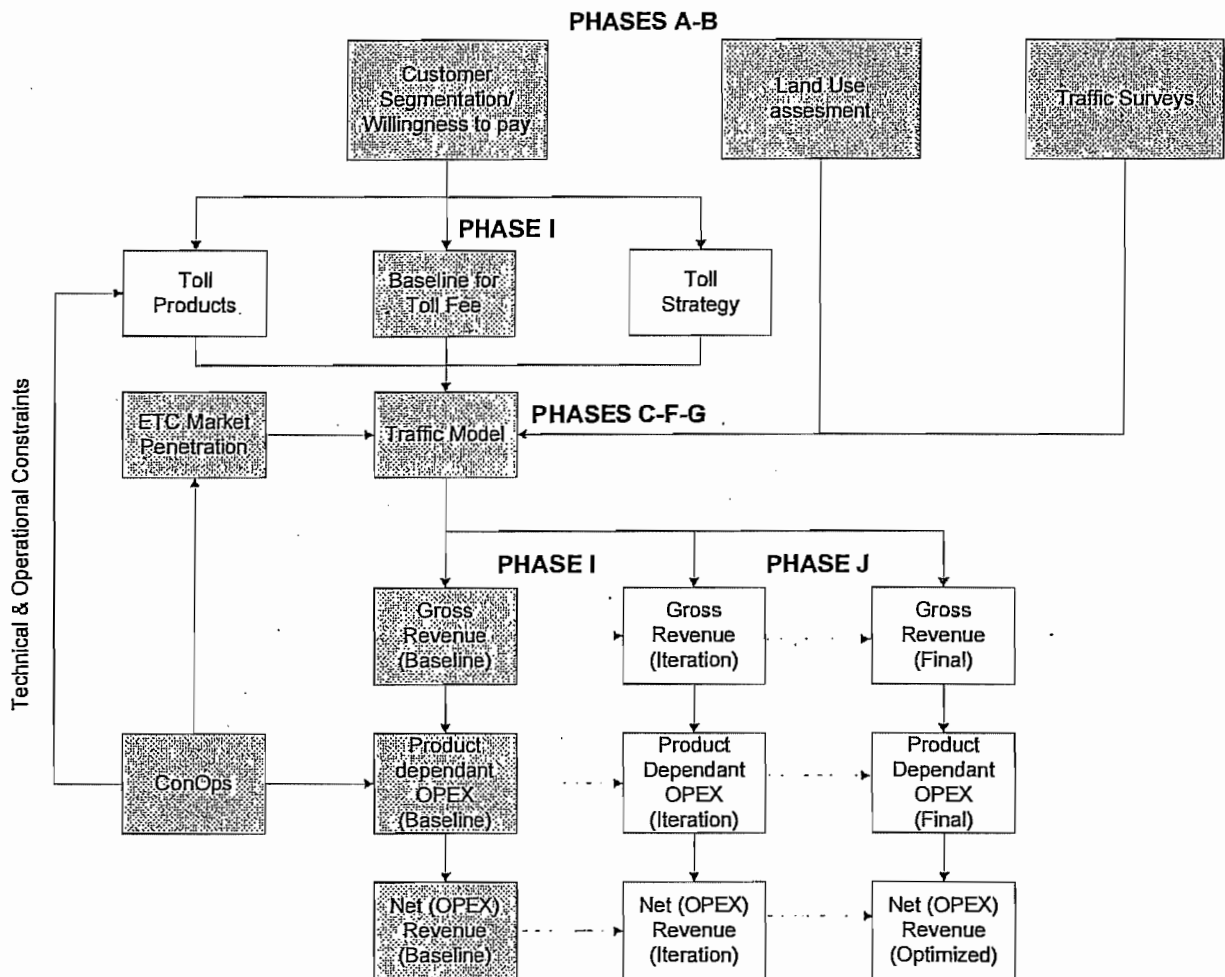 PHASES A-B
Customer
Segmentation/
Willingness to pay
Land Use
assesment
Traffic Surveys
PHASE I
Toll
Products
Baseline for
Toll Fee
Toll
Strategy
Technical & Operational Constraints
ETC Market
Penetration
Traffic Model
PHASES C-F-G
PHASE I
PHASE J
Gross
Revenue
(Baseline)
Gross
Revenue
(Iteration)
Gross
Revenue
(Final)
ConOps
Product
dependant
OPEX
(Baseline)
Product
Dependant
OPEX
(Iteration)
Product
Dependant
OPEX
(Final)
Net (OPEX)
Revenue
(Baseline)
Net (OPEX)
Revenue
(Iteration)
Net (OPEX)
Revenue
(Optimized)